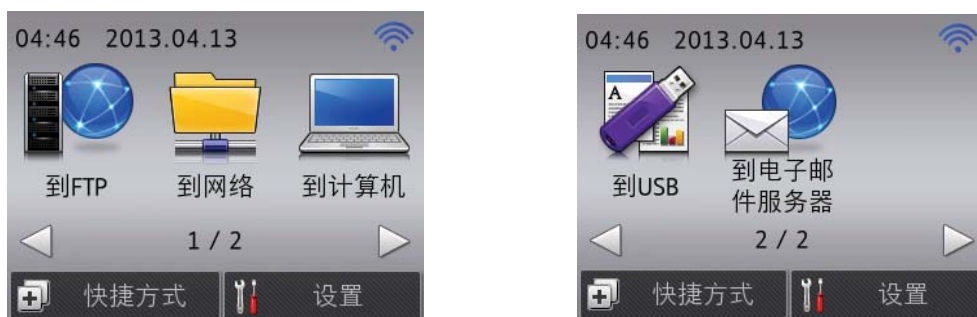 04:46 2013.04.13
到FTP 到网络 到计算机
1 / 2
快捷方式 设置
04:46 2013.04.13
A
到USB 到电子邮
件服务器
2 / 2
快捷方式 设置